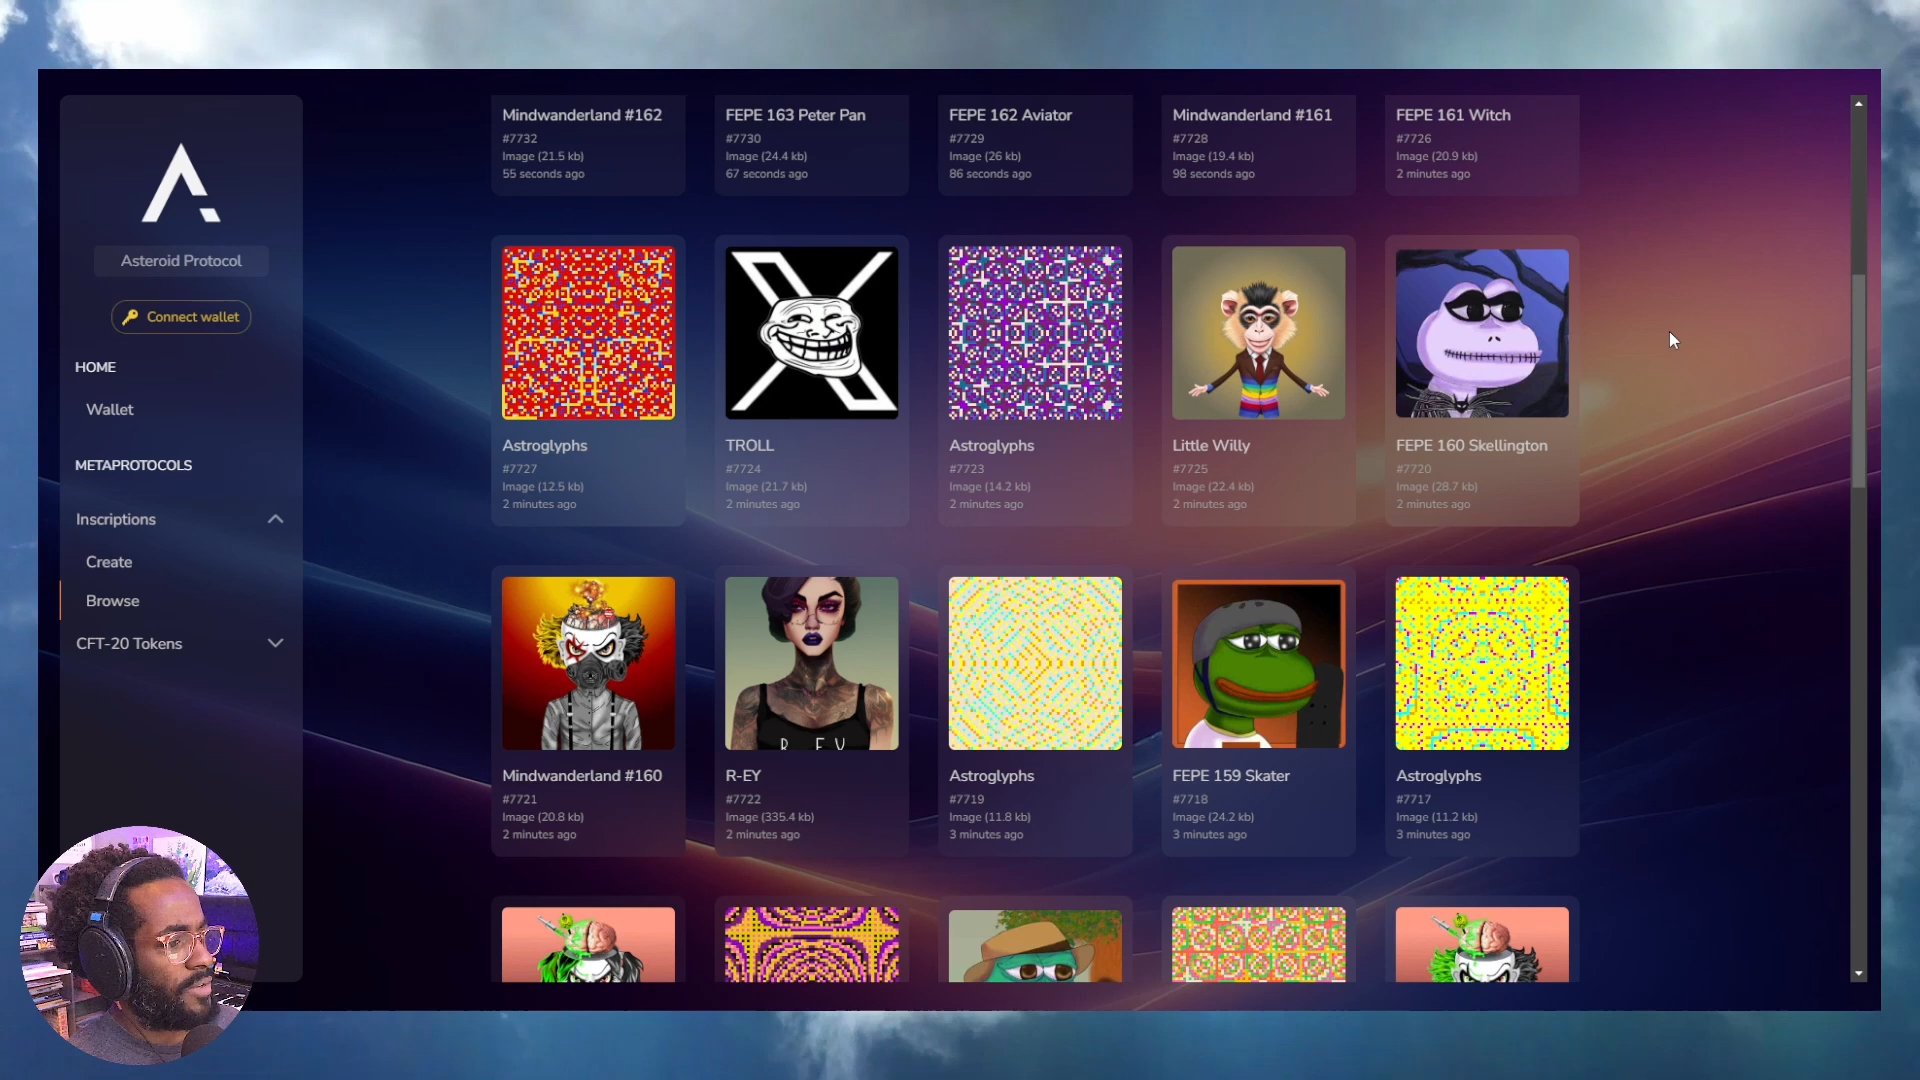 Asteroid Protocol
Connect wallet
HOME
Wallet
METAPROTOCOLS
Inscriptions
Create
Browse
CFT-20 Tokens
Mindwanderland #162
#7732
Image (21.5 kb)
55 seconds ago
FEPE 163 Peter Pan
#7730
Image (24.4 kb)
67 seconds ago
FEPE 162 Aviator
#7729
Image (26 kb)
86 seconds ago
Mindwanderland #161
#7728
Image (19.4 kb)
98 seconds ago
FEPE 161 Witch
#7726
Image (20.9 kb)
2 minutes ago
Astroglyphs
#7727
Image (12.5 kb)
2 minutes ago
TROLL
#7724
Image (21.7 kb)
2 minutes ago
Astroglyphs
#7723
Image (14.2 kb)
2 minutes ago
Little Willy
#7725
Image (22.4 kb)
2 minutes ago
FEPE 160 Skellington
#7720
Image (28.7 kb)
2 minutes ago
Mindwanderland #160
#7721
Image (20.8 kb)
2 minutes ago
R EY
R-EY
#7722
Image (335.4 kb)
2 minutes ago
Astroglyphs
#7719
Image (11.8 kb)
3 minutes ago
FEPE 159 Skater
#7718
Image (24.2 kb)
3 minutes ago
Astroglyphs
#7717
Image (11.2 kb)
3 minutes ago